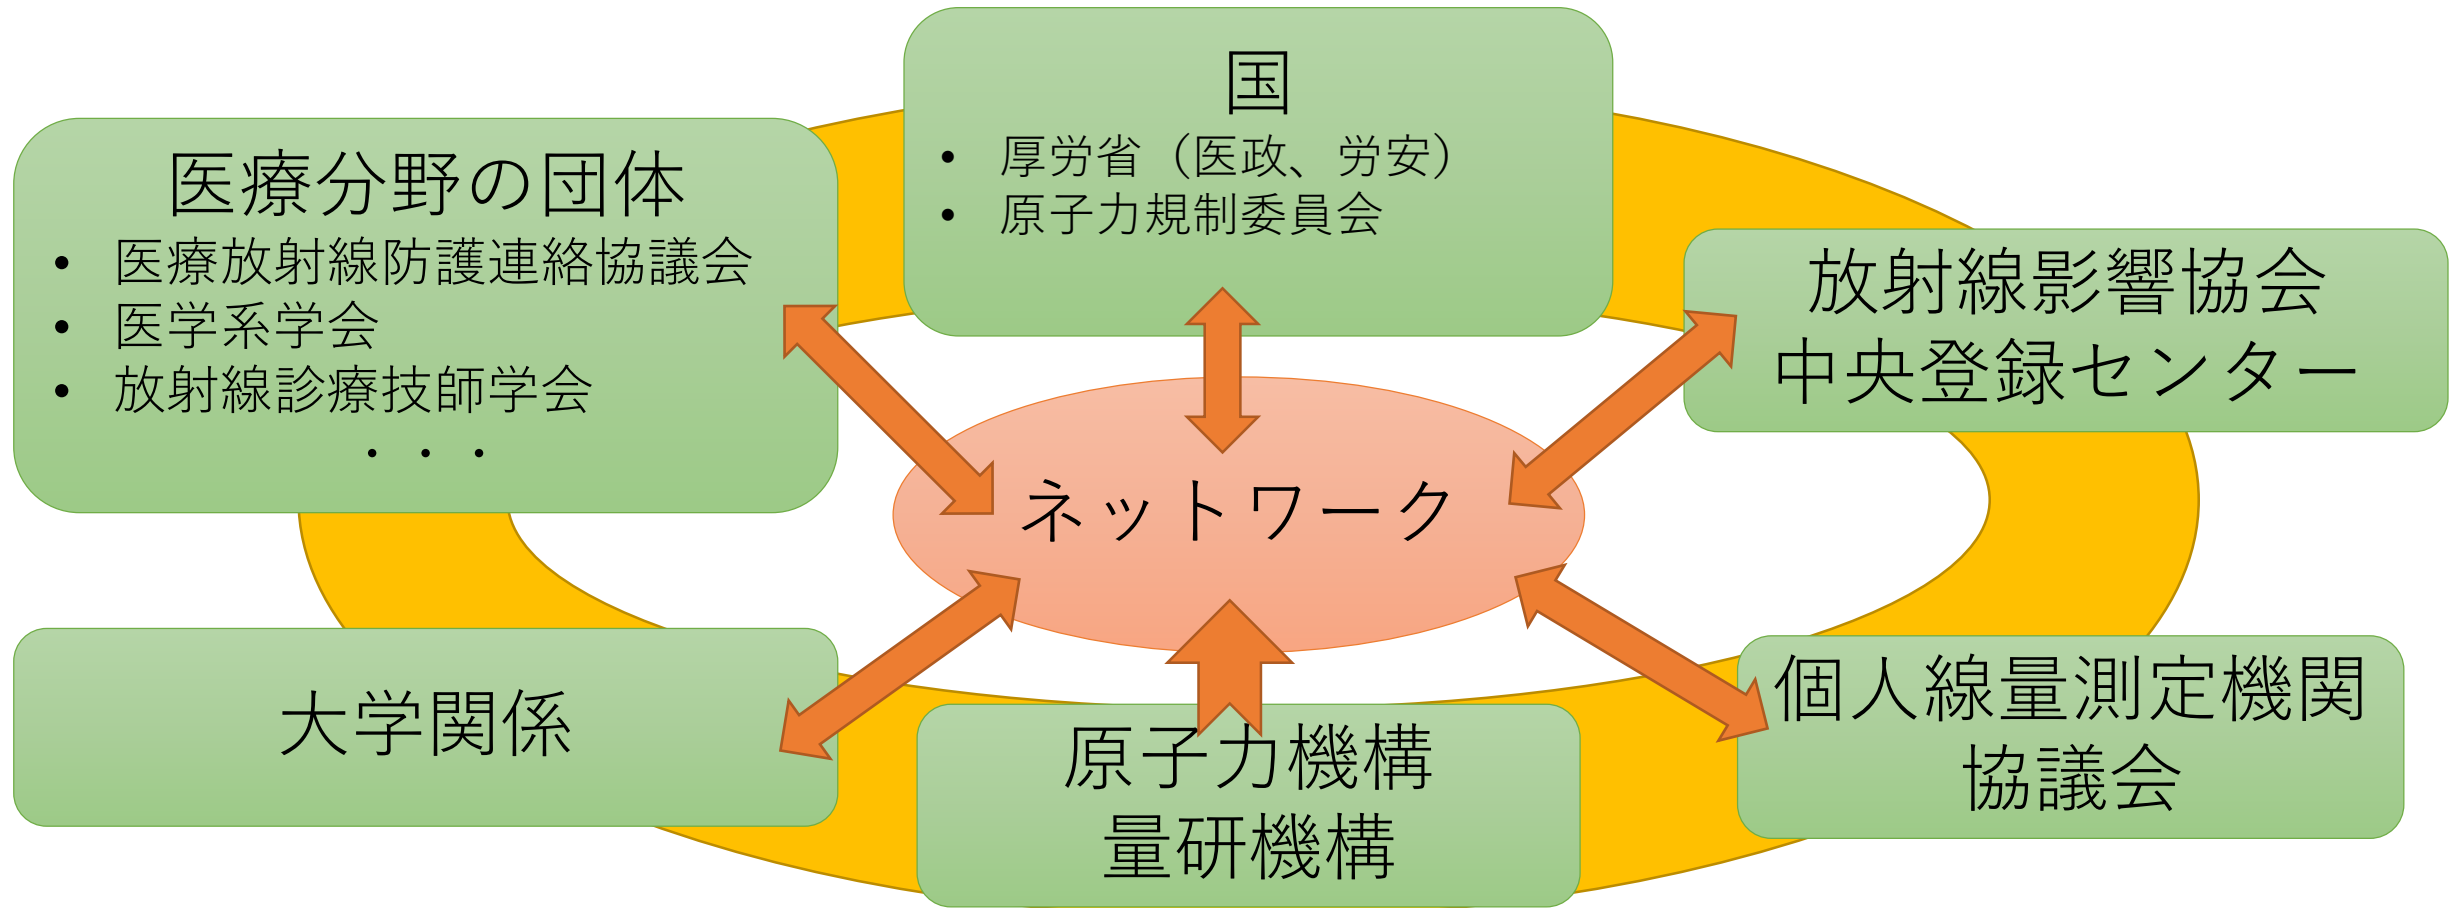 国
• 厚労省（医政、労安）
• 原子力規制委員会
医療分野の団体
• 医療放射線防護連絡協議会
• 医学系学会
• 放射線診療技師学会
・・・
放射線影響協会
中央登録センター
ネットワーク
大学関係
原子力機構
量研機構
個人線量測定機関
協議会